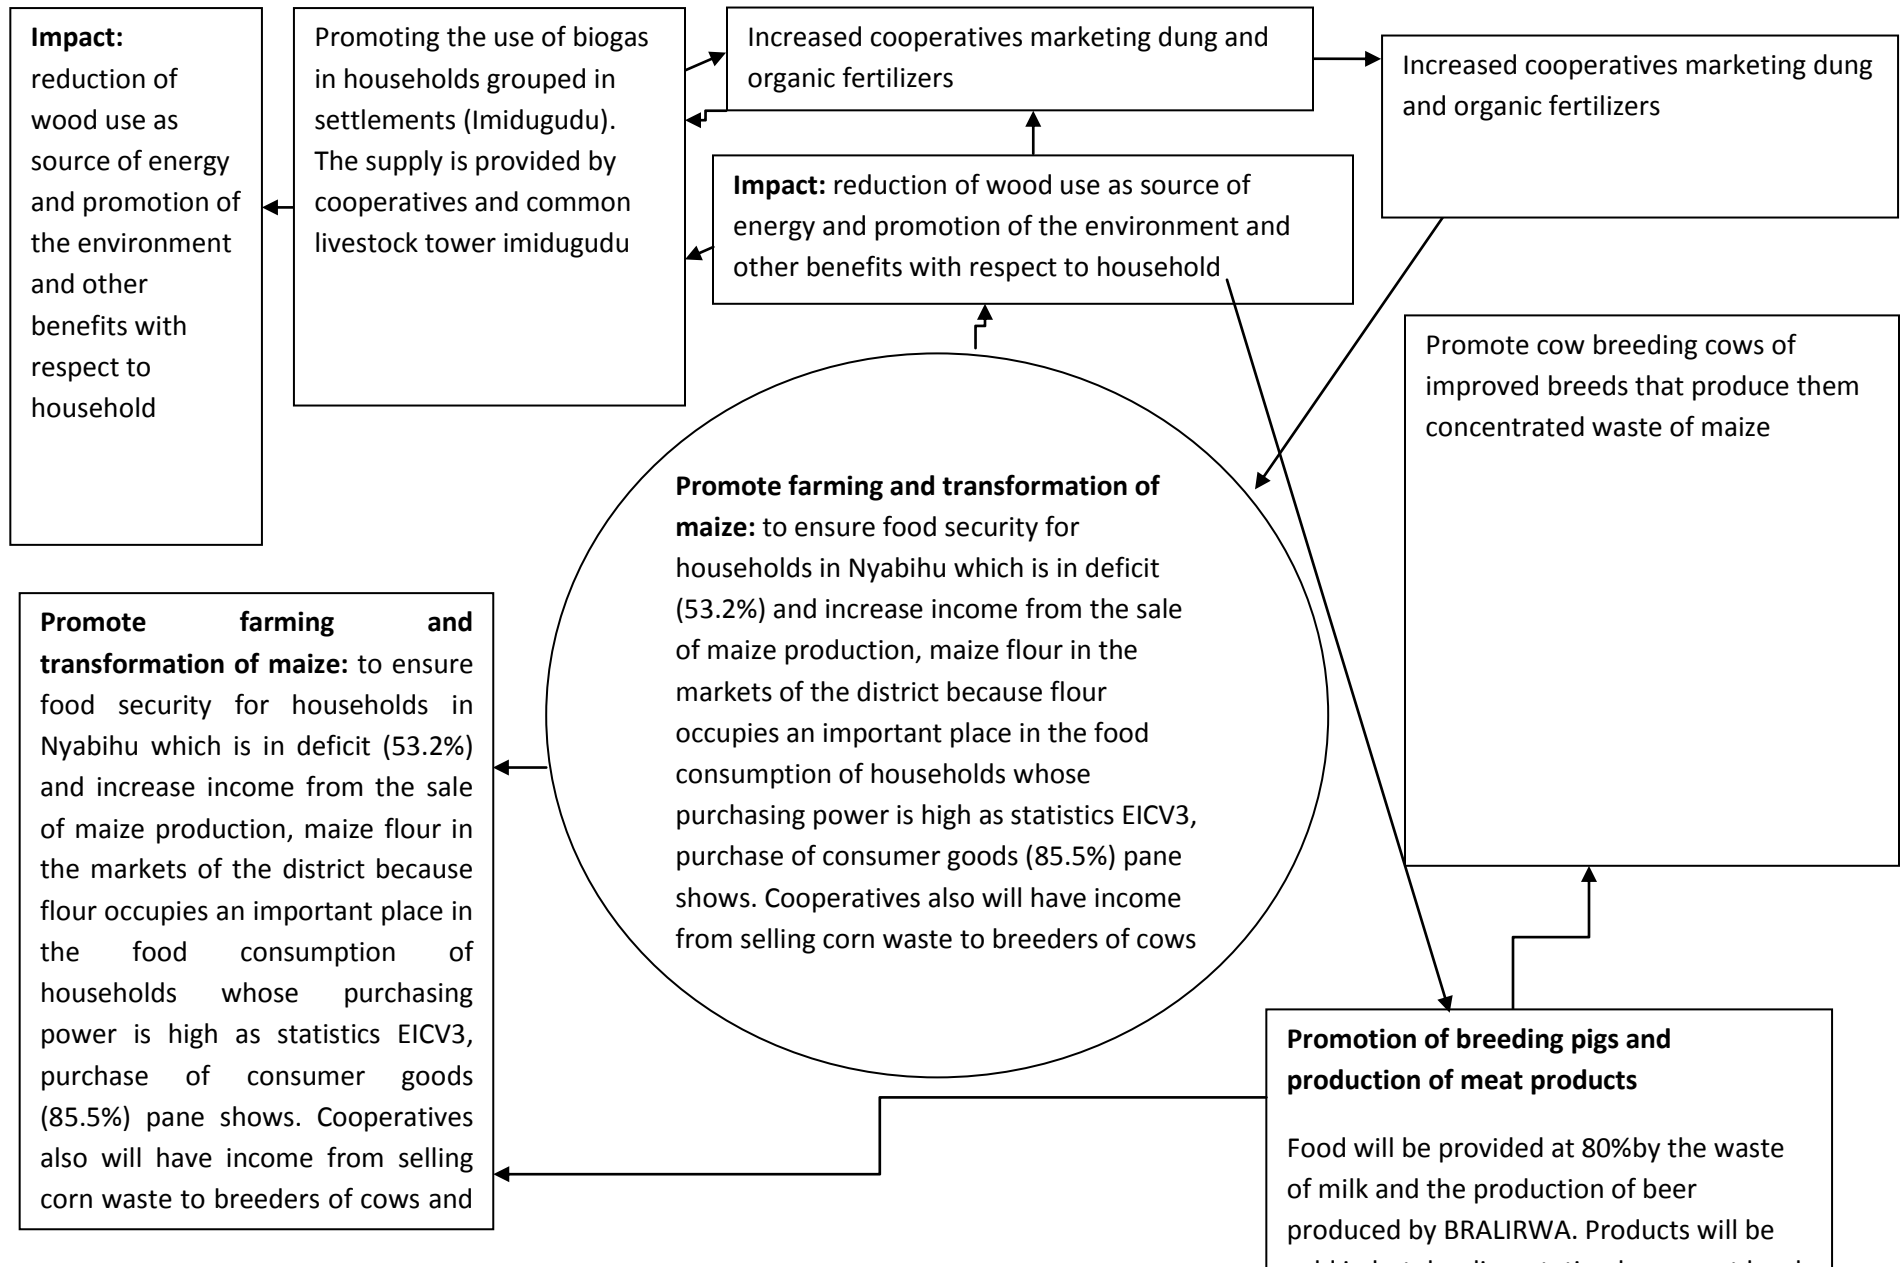 Impact:
reduction of
wood use as
source of energy
and promotion of
the environment
and other
benefits with
respect to
household
Promoting the use of biogas
in households grouped in
settlements (Imidugudu).
The supply is provided by
cooperatives and common
livestock tower imidugudu
Increased cooperatives marketing dung and
organic fertilizers
Increased cooperatives marketing dung
and organic fertilizers
Impact: reduction of wood use as source of
energy and promotion of the environment and
other benefits with respect to household
Promote cow breeding cows of
improved breeds that produce them
concentrated waste of maize
Promote farming and transformation of
maize: to ensure food security for
households in Nyabihu which is in deficit
(53.2%) and increase income from the sale
of maize production, maize flour in the
markets of the district because flour
occupies an important place in the food
consumption of households whose
purchasing power is high as statistics EICV3,
purchase of consumer goods (85.5%) pane
shows. Cooperatives also will have income
from selling corn waste to breeders of cows
Promote farming and
transformation of maize: to ensure
food security for households in
Nyabihu which is in deficit (53.2%)
and increase income from the sale
of maize production, maize flour in
the markets of the district because
flour occupies an important place in
the food consumption of
households whose purchasing
power is high as statistics EICV3,
purchase of consumer goods
(85.5%) pane shows. Cooperatives
also will have income from selling
corn waste to breeders of cows and
Promotion of breeding pigs and
production of meat products
Food will be provided at 80%by the waste
of milk and the production of beer
produced by BRALIRWA. Products will be